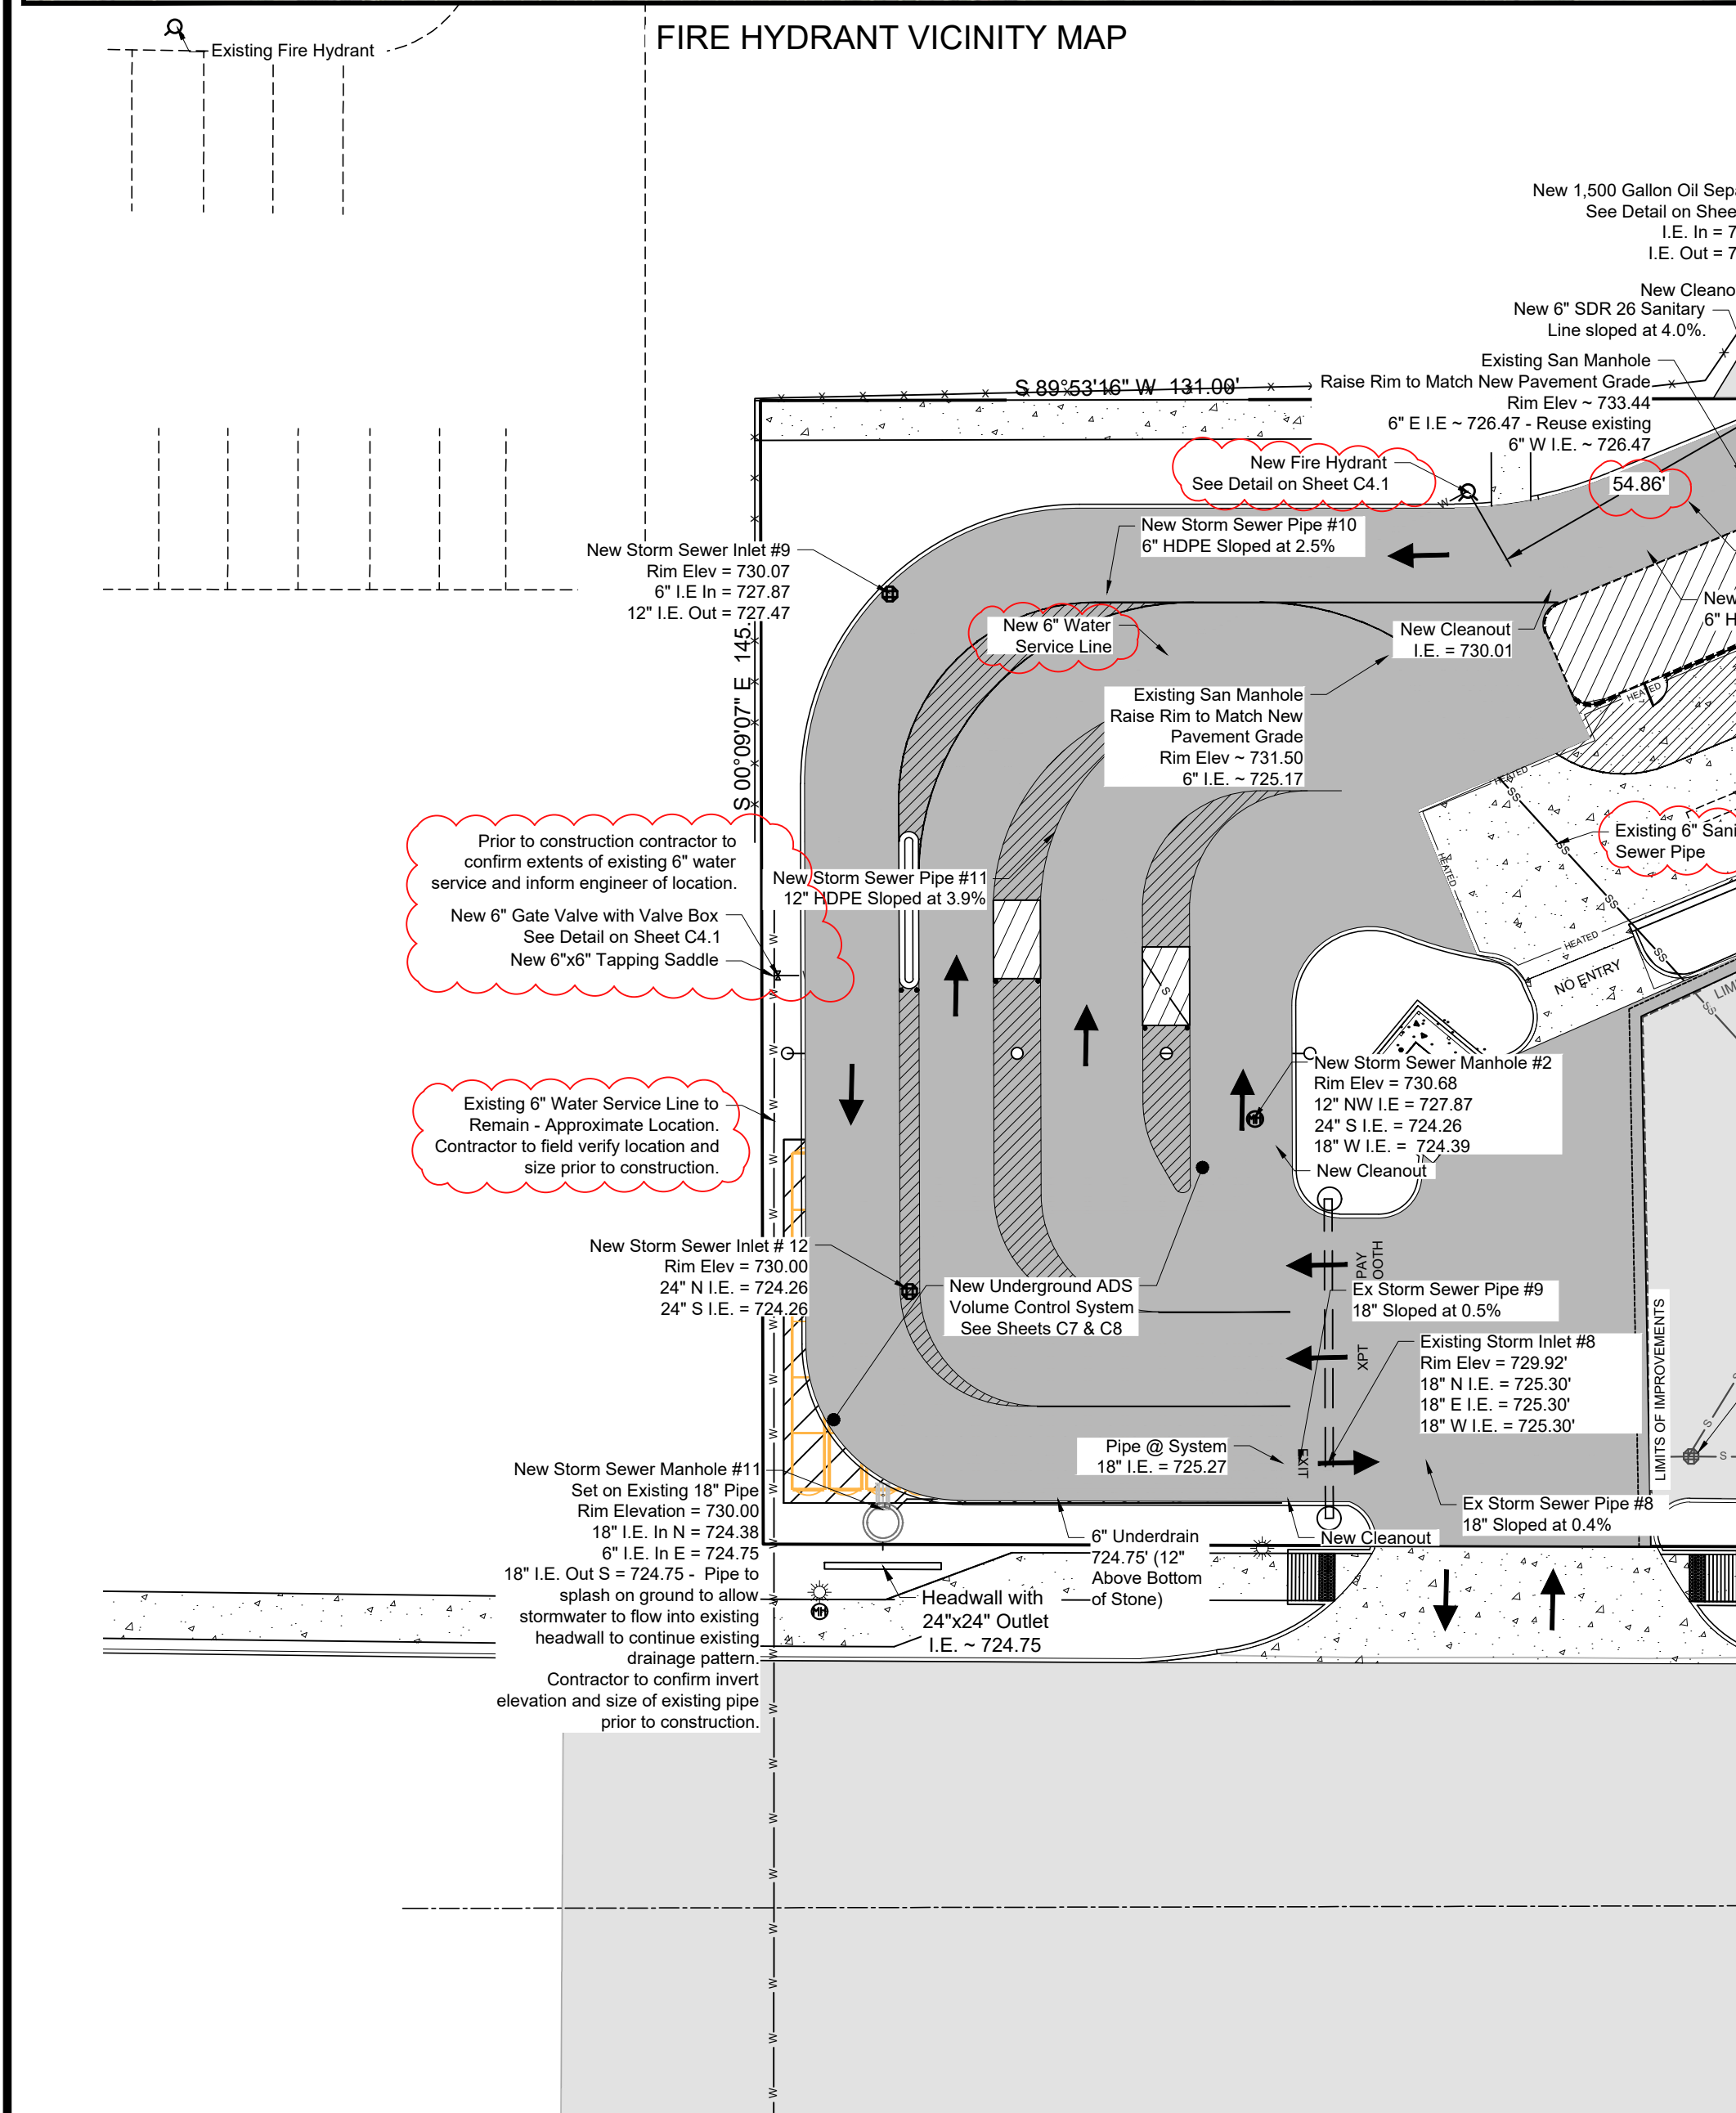 FIRE HYDRANT VICINITY MAP
Existing Fire Hydrant
New 1,500 Gallon Oil
See Detail on
I.E. In =
I.E. Out =
New
New 6" SDR 26 Sanitary
Line sloped at 4.0%.
Existing San Manhole
Raise Rim to Match New Pavement Grade
Rim Elev ~ 733.44
6" E I.E ~ 726.47 - Reuse existing
6" W I.E. ~ 726.47
S 89°53'16" W 131.00'
New Fire Hydrant
See Detail on Sheet C4.1
54.86'
New Storm Sewer Pipe #10
6" HDPE Sloped at 2.5%
New Storm Sewer Inlet #9
Rim Elev = 730.07
6" I.E In = 727.87
12" I.E. Out = 727.47
S 00°09'07" E 145.
New 6" Water
Service Line
New Cleanout
I.E. = 730.01
New
6"
Existing San Manhole
Raise Rim to Match New
Pavement Grade
Rim Elev ~ 731.50
6" I.E. ~ 725.17
HEATED
HEATED
HEATED
HEATED
Existing 6"
Sewer Pipe
Prior to construction contractor to
confirm extents of existing 6" water
service and inform engineer of location.
New 6" Gate Valve with Valve Box
See Detail on Sheet C4.1
New 6"x6" Tapping Saddle
New Storm Sewer Pipe #11
12" HDPE Sloped at 3.9%
NO ENTRY
Existing 6" Water Service Line to
Remain - Approximate Location.
Contractor to field verify location and
size prior to construction.
New Storm Sewer Manhole #2
Rim Elev = 730.68
12" NW I.E = 727.87
24" S I.E. = 724.26
18" W I.E. = 724.39
New Cleanout
New Storm Sewer Inlet # 12
Rim Elev = 730.00
24" N I.E. = 724.26
24" S I.E. = 724.26
New Underground ADS
Volume Control System
See Sheets C7 & C8
PAY
OOTH
Ex Storm Sewer Pipe #9
18" Sloped at 0.5%
XPT
Existing Storm Inlet #8
Rim Elev = 729.92'
18" N I.E. = 725.30'
18" E I.E. = 725.30'
18" W I.E. = 725.30'
LIMITS OF IMPROVEMENTS
Pipe @ System
18" I.E. = 725.27
EXIT
New Storm Sewer Manhole #11
Set on Existing 18" Pipe
Rim Elevation = 730.00
18" I.E. In N = 724.38
6" I.E. In E = 724.75
18" I.E. Out S = 724.75 - Pipe to
splash on ground to allow
stormwater to flow into existing
headwall to continue existing
drainage pattern.
Contractor to confirm invert
elevation and size of existing pipe
prior to construction.
Ex Storm Sewer Pipe #8
18" Sloped at 0.4%
6" Underdrain
724.75' (12"
Above Bottom
of Stone)
New Cleanout
Headwall with
24"x24" Outlet
I.E. ~ 724.75
MH